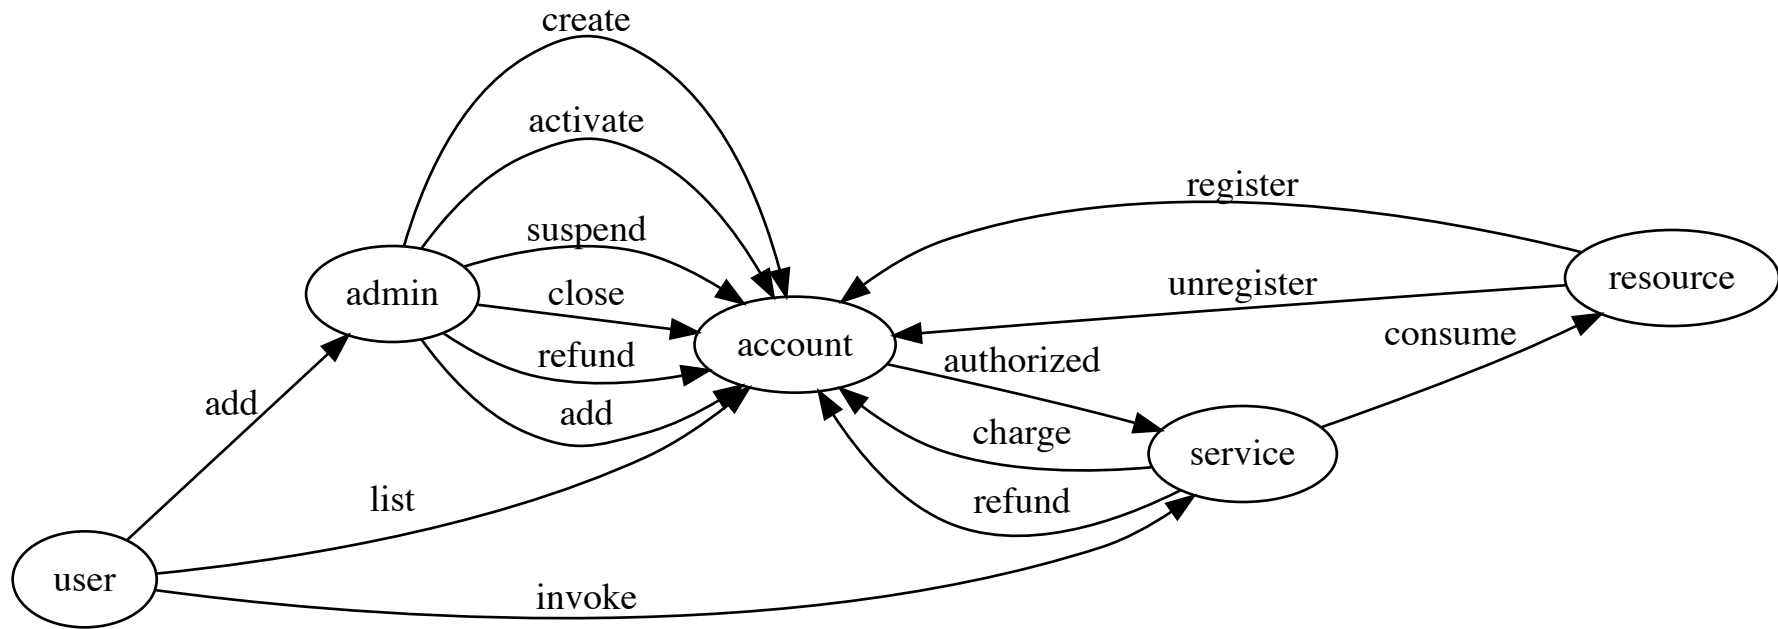 create
activate
suspend
admin
close
refund
add
add
list
user
invoke
account
register
unregister
resource
authorized
consume
charge
service
refund